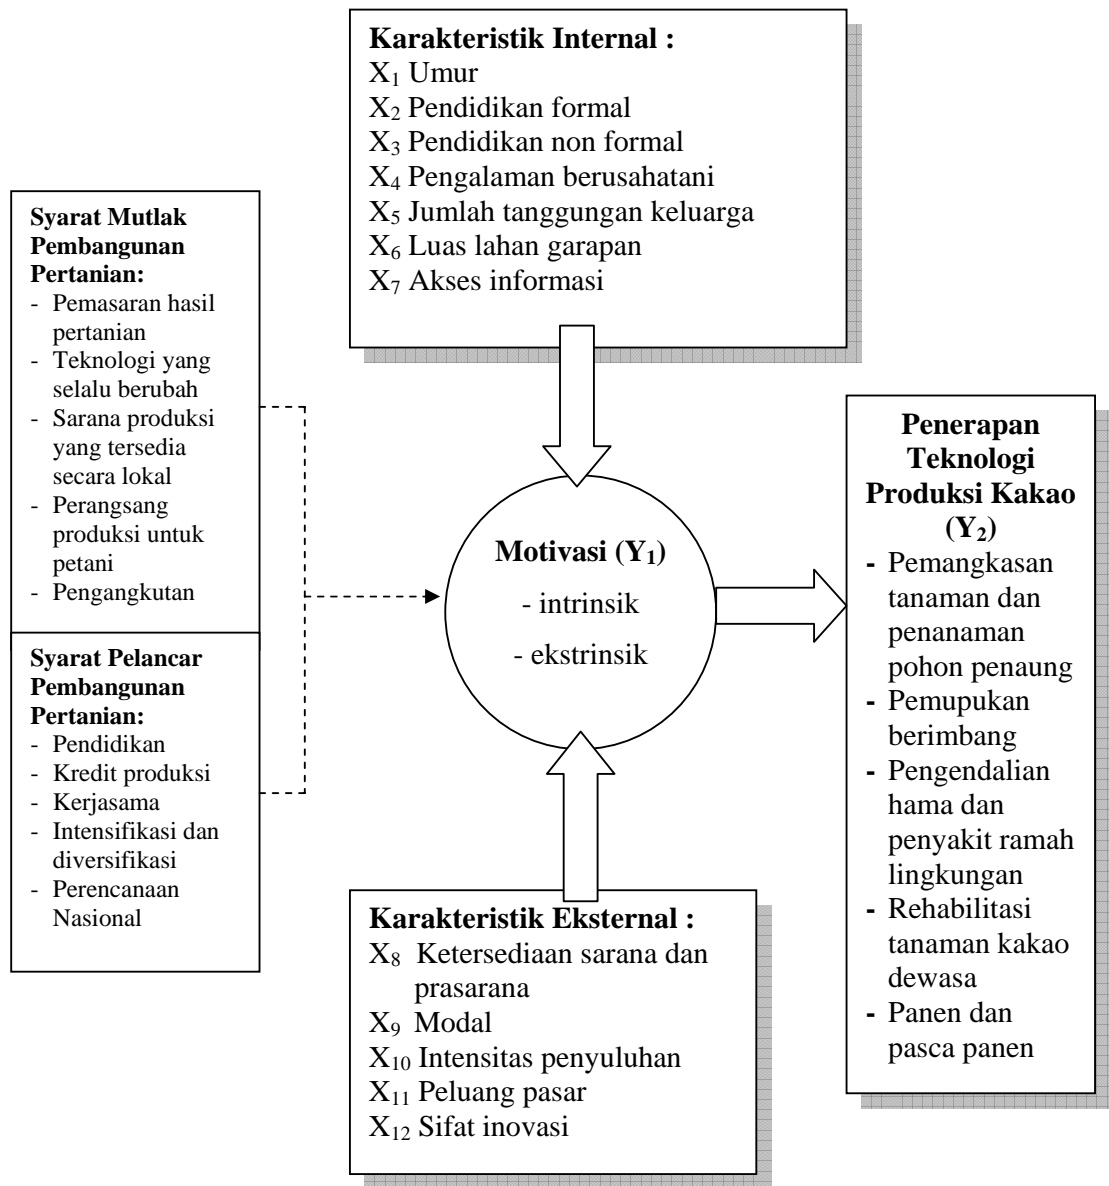 Karakteristik Internal :
X₁ Umur
X₂ Pendidikan formal
X₃ Pendidikan non formal
X₄ Pengalaman berusahatani
X₅ Jumlah tanggungan keluarga
X₆ Luas lahan garapan
X₇ Akses informasi
Syarat Mutlak
Pembangunan
Pertanian:
- Pemasaran hasil
pertanian
- Teknologi yang
selalu berubah
- Sarana produksi
yang tersedia
secara lokal
- Perangsang
produksi untuk
petani
- Pengangkutan
Syarat Pelancar
Pembangunan
Pertanian:
- Pendidikan
- Kredit produksi
- Kerjasama
- Intensifikasi dan
diversifikasi
- Perencanaan
Nasional
Motivasi (Y₁)
- intrinsik
- ekstrinsik
Karakteristik Eksternal :
X₈ Ketersediaan sarana dan
prasarana
X₉ Modal
X₁₀ Intensitas penyuluhan
X₁₁ Peluang pasar
X₁₂ Sifat inovasi
Penerapan
Teknologi
Produksi Kakao
(Y₂)
- Pemangkasan
tanaman dan
penanaman
pohon penaung
- Pemupukan
berimbang
- Pengendalian
hama dan
penyakit ramah
lingkungan
- Rehabilitasi
tanaman kakao
dewasa
- Panen dan
pasca panen